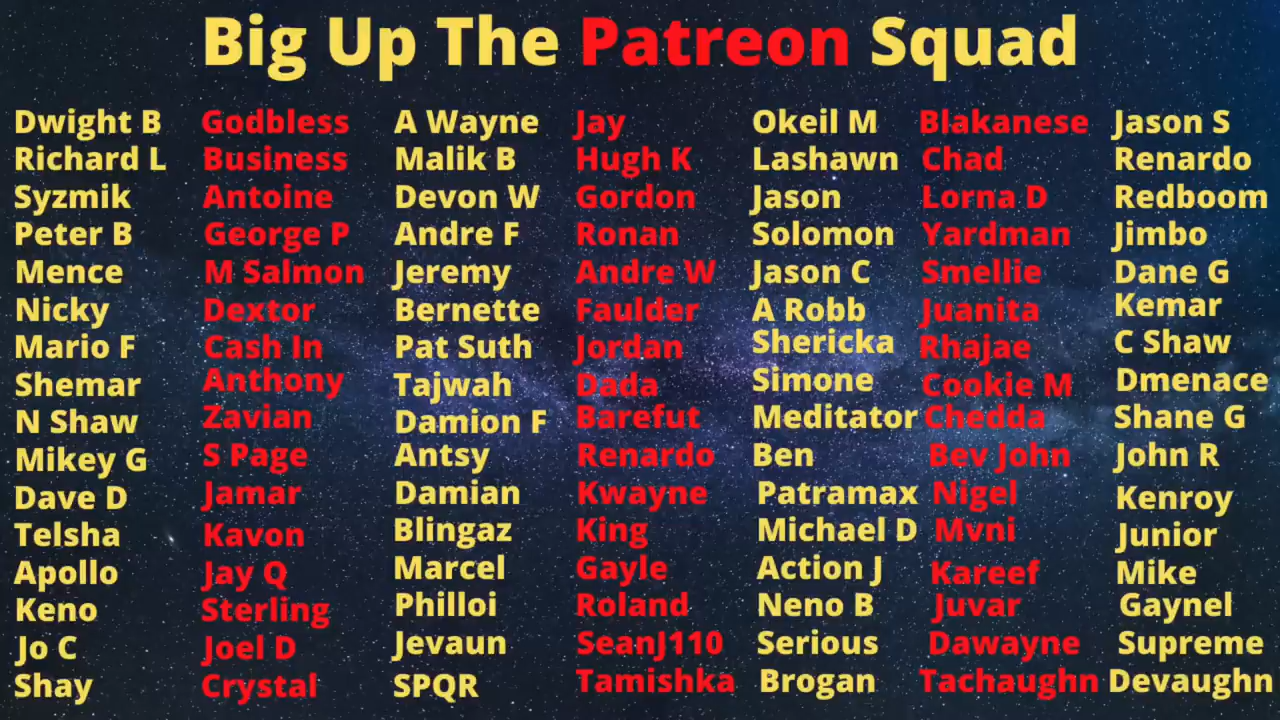 Big Up The Patreon Squad
Dwight B
Richard L
Syzmik
Peter B
Mence
Nicky
Mario F
Shemar
N Shaw
Mikey G
Dave D
Telsha
Apollo
Keno
Jo C
Shay
Godbless
Business
Antoine
George P
M Salmon
Dextor
Cash In
Anthony
Zavian
S Page
Jamar
Kavon
Jay Q
Sterling
Joel D
Crystal
A Wayne
Malik B
Devon W
Andre F
Jeremy
Bernette
Pat Suth
Tajwah
Damion F
Antsy
Damian
Blingaz
Marcel
Philloi
Jevaun
SPQR
Jay
Hugh K
Gordon
Ronan
Andre W
Faulder
Jordan
Dada
Barefut
Renardo
Kwayne
King
Gayle
Roland
SeanJ110
Tamishka
Okeil M
Lashawn
Jason
Solomon
Jason C
A Robb
Shericka
Simone
Meditator
Ben
Patramax
Michael D
Action J
Neno B
Serious
Brogan
Blakanese
Chad
Lorna D
Yardman
Smellie
Juanita
Rhajae
Cookie M
Chedda
Bev John
Nigel
Mvni
Kareef
Juvar
Dawayne
Tachaughn
Jason S
Renardo
Redboom
Jimbo
Dane G
Kemar
C Shaw
Dmenace
Shane G
John R
Kenroy
Junior
Mike
Gaynel
Supreme
Devaughn